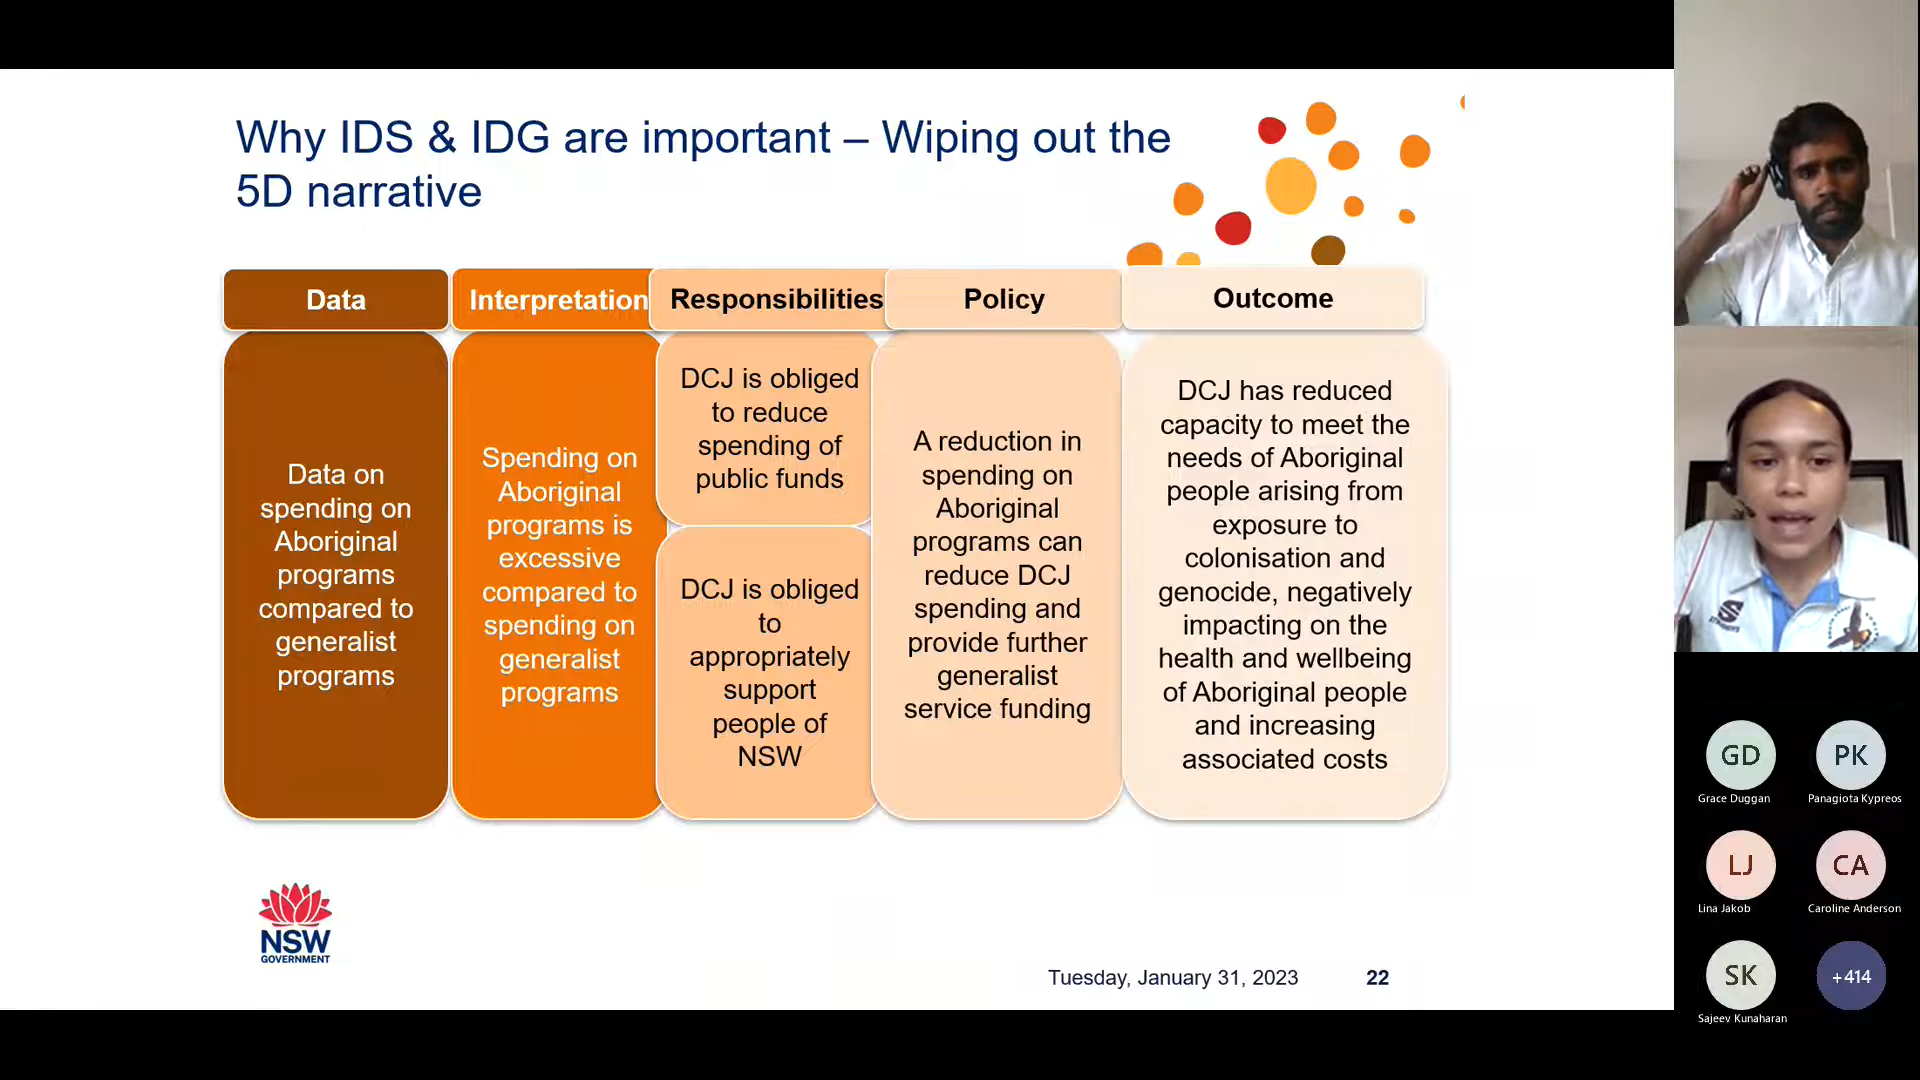 Why IDS & IDG are important – Wiping out the
5D narrative
Data
Interpretation
Responsibilities
Policy
Outcome
Data on
spending on
Aboriginal
programs
compared to
generalist
programs
Spending on
Aboriginal
programs is
excessive
compared to
spending on
generalist
programs
DCJ is obliged
to reduce
spending of
public funds
DCJ is obliged
to
appropriately
support
people of
NSW
A reduction in
spending on
Aboriginal
programs can
reduce DCJ
spending and
provide further
generalist
service funding
DCJ has reduced
capacity to meet the
needs of Aboriginal
people arising from
exposure to
colonisation and
genocide, negatively
impacting on the
health and wellbeing
of Aboriginal people
and increasing
associated costs
NSW
GOVERNMENT
Tuesday, January 31, 2023
22
GD
Grace Duggan
PK
Panagiota Kypreos
LJ
Lina Jakob
CA
Caroline Anderson
SK
Sajeev Kunaharan
+414